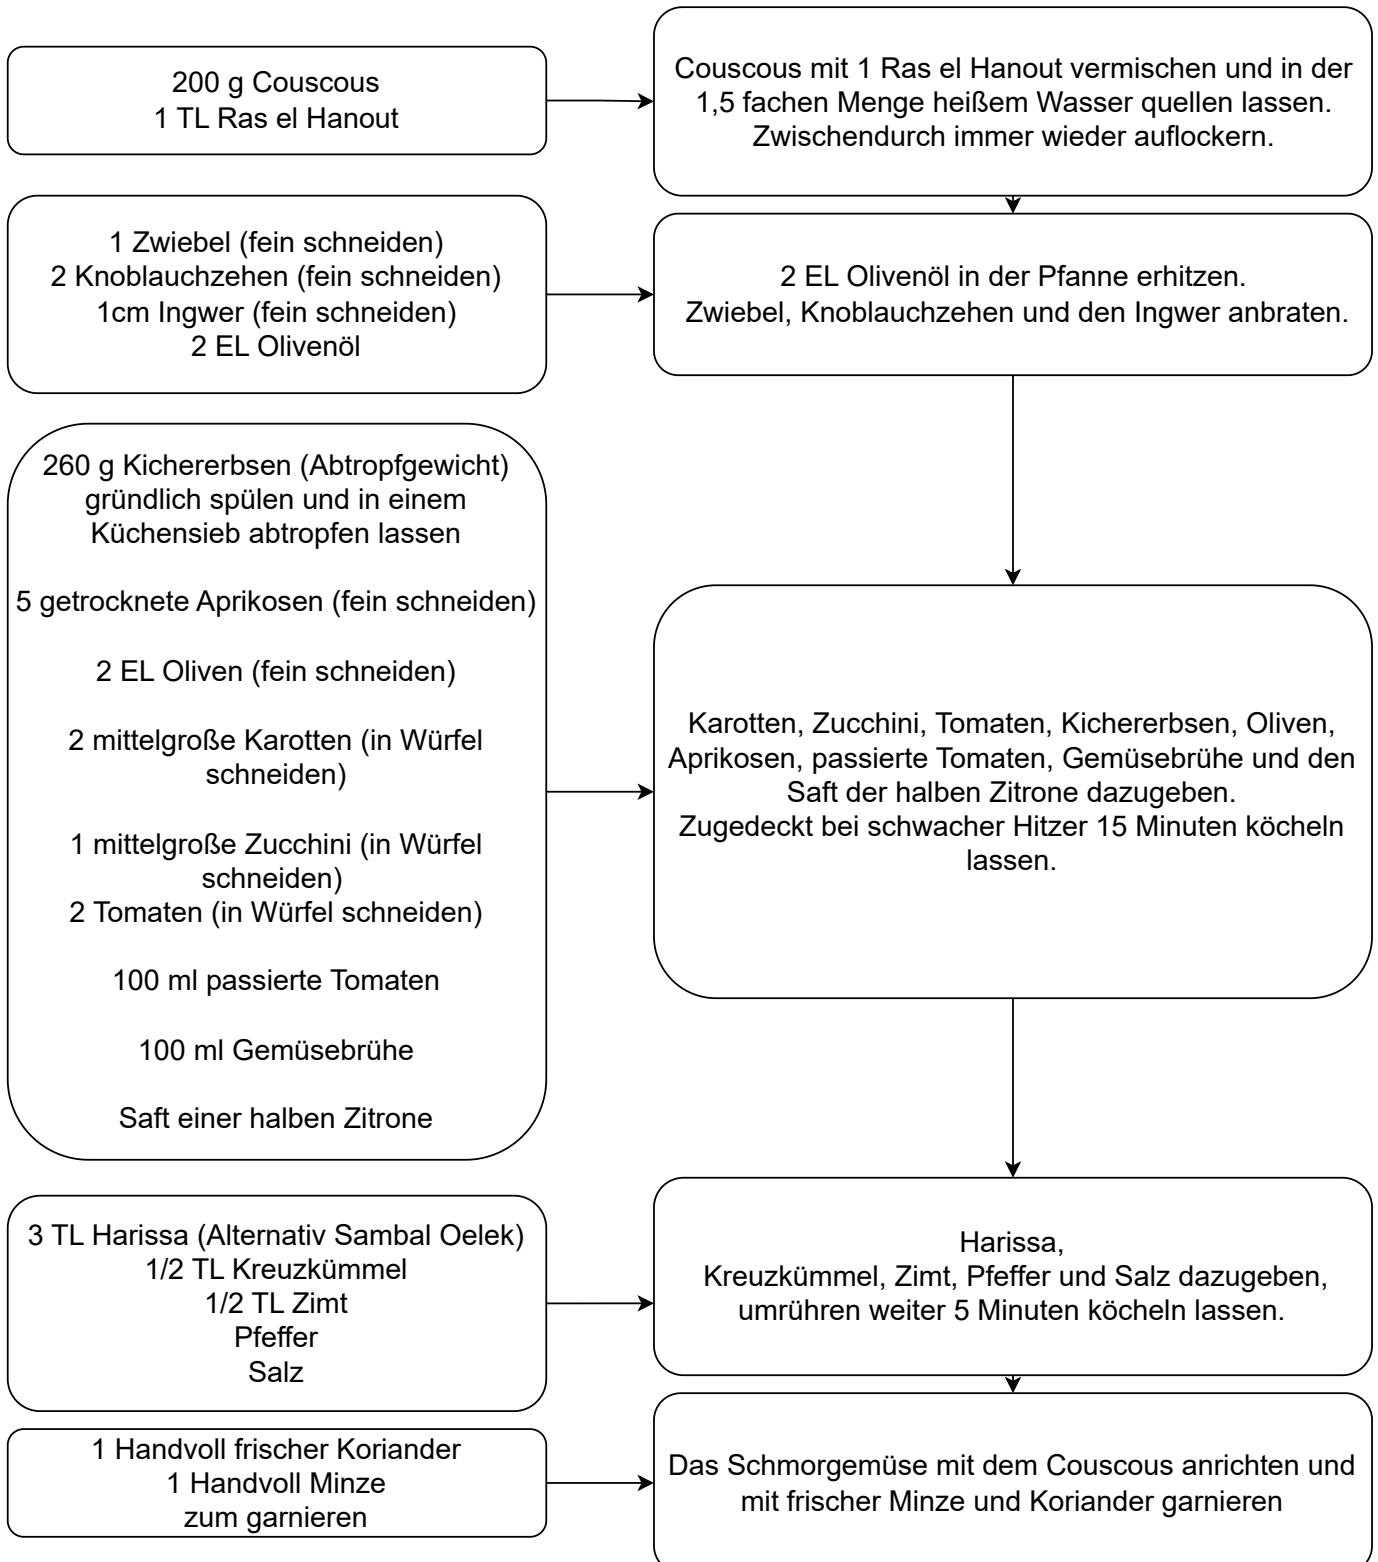 200 g Couscous
1 TL Ras el Hanout
Couscous mit 1 Ras el Hanout vermischen und in der
1,5 fachen Menge heißem Wasser quellen lassen.
Zwischendurch immer wieder auflockern.
1 Zwiebel (fein schneiden)
2 Knoblauchzehen (fein schneiden)
1cm Ingwer (fein schneiden)
2 EL Olivenöl
2 EL Olivenöl in der Pfanne erhitzen.
Zwiebel, Knoblauchzehen und den Ingwer anbraten.
260 g Kichererbsen (Abtropfgewicht)
gründlich spülen und in einem
Küchensieb abtropfen lassen
5 getrocknete Aprikosen (fein schneiden)
2 EL Oliven (fein schneiden)
2 mittelgroße Karotten (in Würfel
schneiden)
1 mittelgroße Zucchini (in Würfel
schneiden)
2 Tomaten (in Würfel schneiden)
100 ml passierte Tomaten
100 ml Gemüsebrühe
Saft einer halben Zitrone
Karotten, Zucchini, Tomaten, Kichererbsen, Oliven,
Aprikosen, passierte Tomaten, Gemüsebrühe und den
Saft der halben Zitrone dazugeben.
Zugedeckt bei schwacher Hitzer 15 Minuten köcheln
lassen.
3 TL Harissa (Alternativ Sambal Oelek)
1/2 TL Kreuzkümmel
1/2 TL Zimt
Pfeffer
Salz
Harissa,
Kreuzkümmel, Zimt, Pfeffer und Salz dazugeben,
umrühren weiter 5 Minuten köcheln lassen.
1 Handvoll frischer Koriander
1 Handvoll Minze
zum garnieren
Das Schmorgemüse mit dem Couscous anrichten und
mit frischer Minze und Koriander garnieren